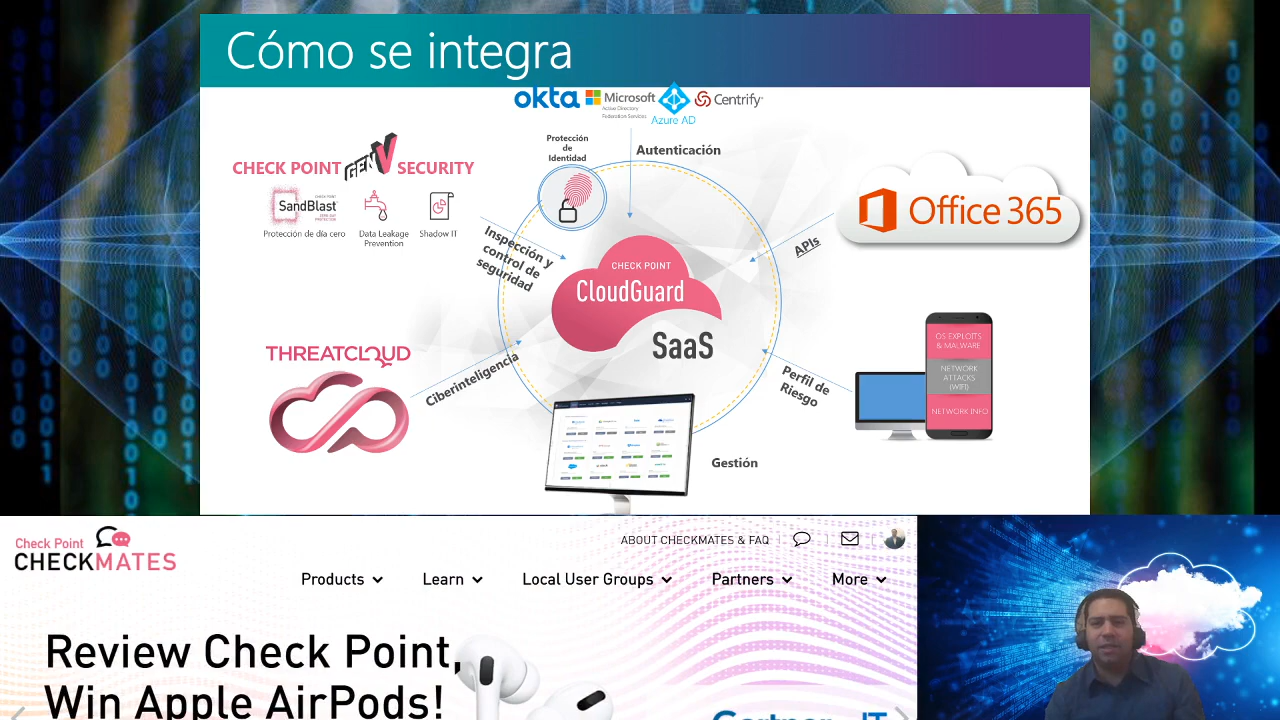 Cómo se integra
okta
Microsoft
Active Directory
Federation Services
Azure AD
Centrify
Protección
de
Identidad
Autenticación
CHECK POINT GEN V SECURITY
SandBlast
Protección de día cero
Data Leakage
Prevention
Shadow IT
Inspección y
control de
seguridad
APIs
Office 365
CHECK POINT
CloudGuard
SaaS
THREATCLOUD
Ciberinteligencia
Perfil de
Riesgo
OS EXPLOITS
& MALWARE
NETWORK
ATTACKS
(WIFI)
NETWORK INFO
Gestión
Check Point
CHECKMATES
ABOUT CHECKMATES & FAQ
Products
Learn
Local User Groups
Partners
More
Review Check Point,
Win Apple AirPods!
Gartner
IT